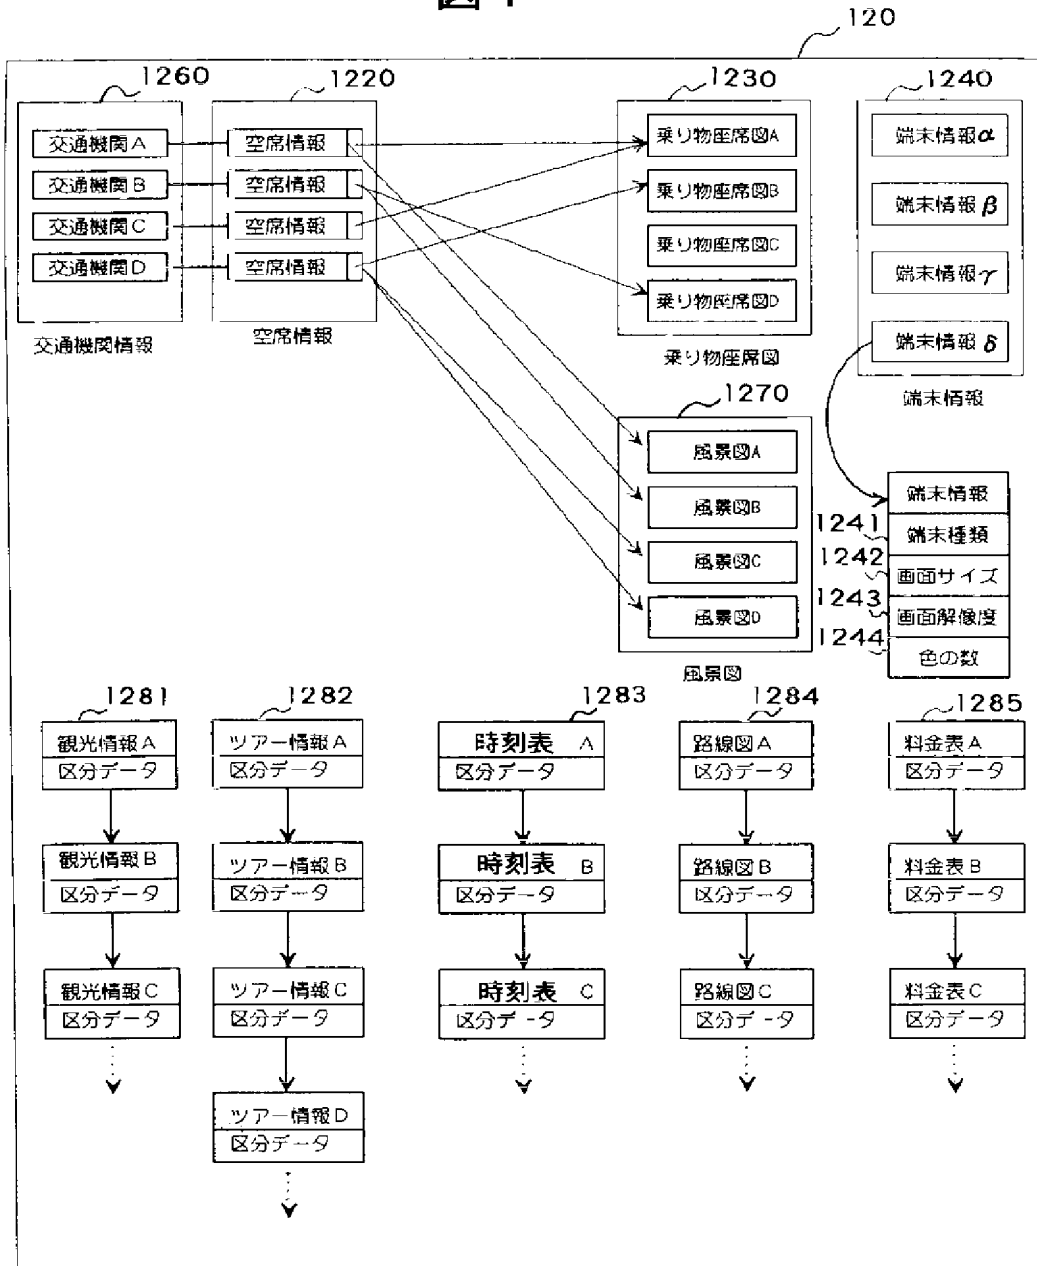 120
1260
1220
1230
1240
交通機関A
交通機関B
交通機関C
交通機関D
交通機関情報
空席情報
空席情報
空席情報
空席情報
空席情報
乗り物座席図A
乗り物座席図B
乗り物座席図C
乗り物座席図D
乗り物座席図
端末情報α
端末情報β
端末情報γ
端末情報δ
端末情報
1270
風景図A
風景図B
風景図C
風景図D
風景図
端末情報
1241
端末種類
1242
画面サイズ
1243
画面解像度
1244
色の数
1281
観光情報A
区分データ
観光情報B
区分データ
観光情報C
区分データ
1282
ツアー情報A
区分データ
ツアー情報B
区分データ
ツアー情報C
区分データ
ツアー情報D
区分データ
1283
時刻表 A
区分データ
時刻表 B
区分データ
時刻表 C
区分データ
1284
路線図A
区分データ
路線図B
区分データ
路線図C
区分データ
1285
料金表A
区分データ
料金表B
区分データ
料金表C
区分データ